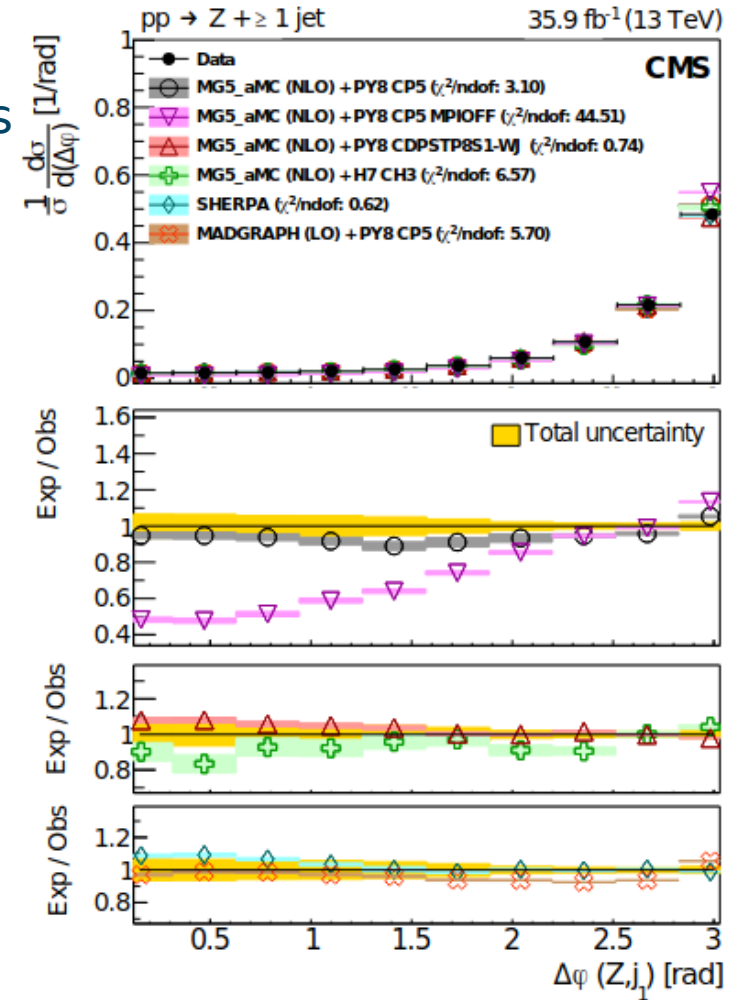 pp → Z + ≥ 1 jet 35.9 fb⁻¹ (13 TeV)
s
CMS
Data
MG5_aMC (NLO) + PY8 CP5 (χ²/ndof: 3.10)
MG5_aMC (NLO) + PY8 CP5 MPIOFF (χ²/ndof: 44.51)
MG5_aMC (NLO) + PY8 CDPSTP8S1-WJ (χ²/ndof: 0.74)
MG5_aMC (NLO) + H7 CH3 (χ²/ndof: 6.57)
SHERPA (χ²/ndof: 0.62)
MADGRAPH (LO) + PY8 CP5 (χ²/ndof: 5.70)
1/σ dσ/d(Δφ) [1/rad]
1
0.8
0.6
0.4
0.2
0
Total uncertainty
Exp / Obs
1.6
1.4
1.2
1
0.8
0.6
0.4
Exp / Obs
1.2
1
0.8
Exp / Obs
1.2
1
0.8
0.5 1 1.5 2 2.5 3
Δφ (Z,j₁) [rad]